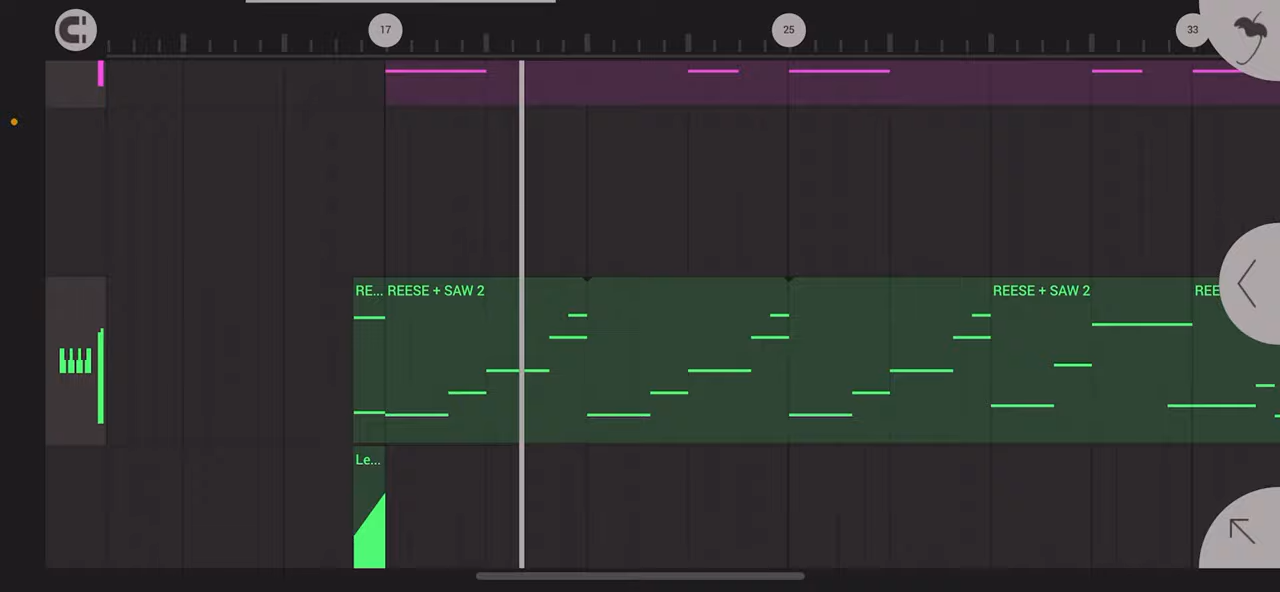 17
25
33
RE... REESE + SAW 2
REESE + SAW 2
REE
Le...